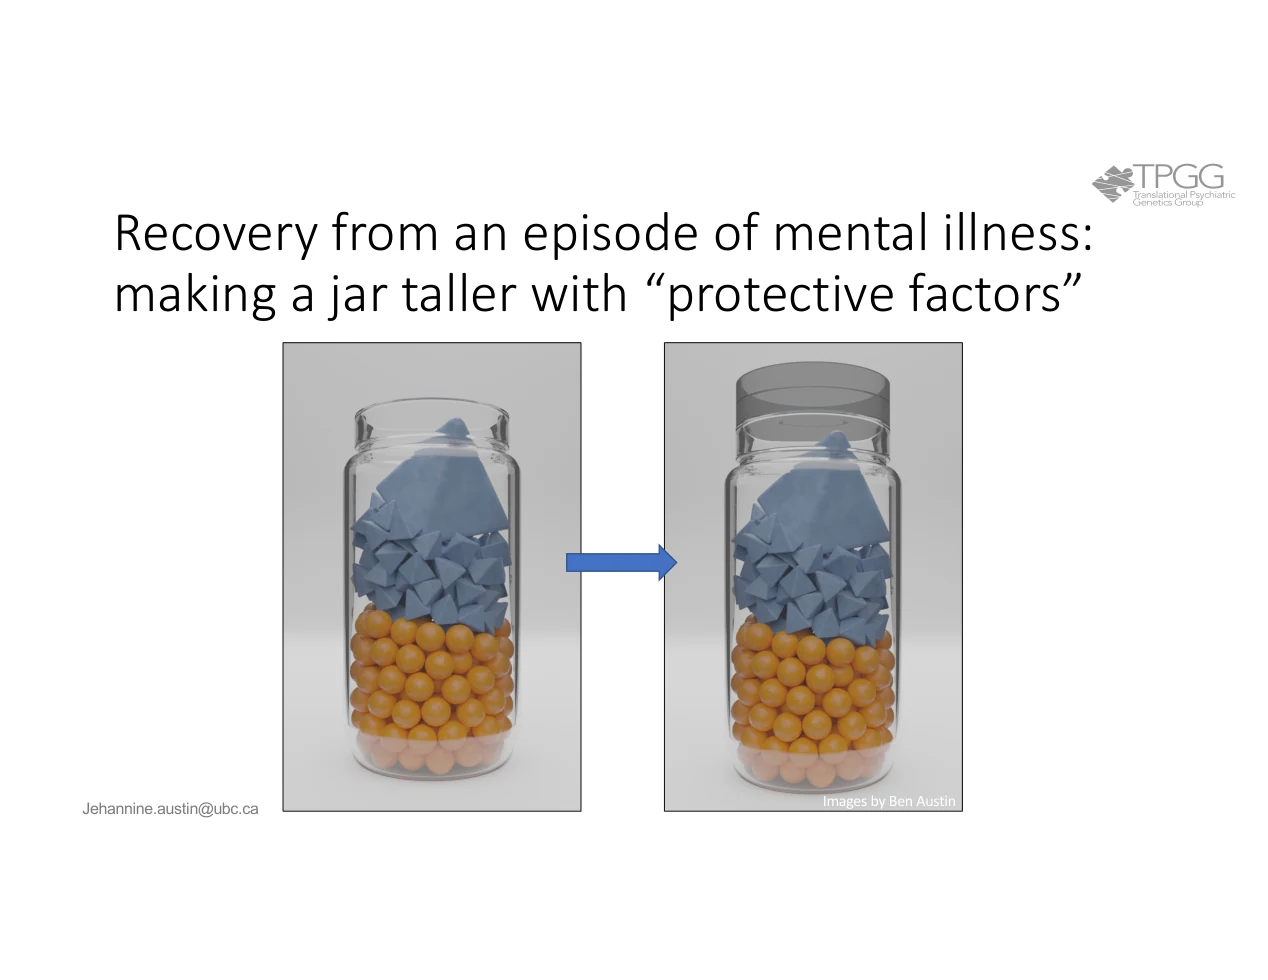 TPGG
Translational Psychiatric
Genetics Group
Recovery from an episode of mental illness:
making a jar taller with “protective factors”
Images by Ben Austin
Jehannine.austin@ubc.ca